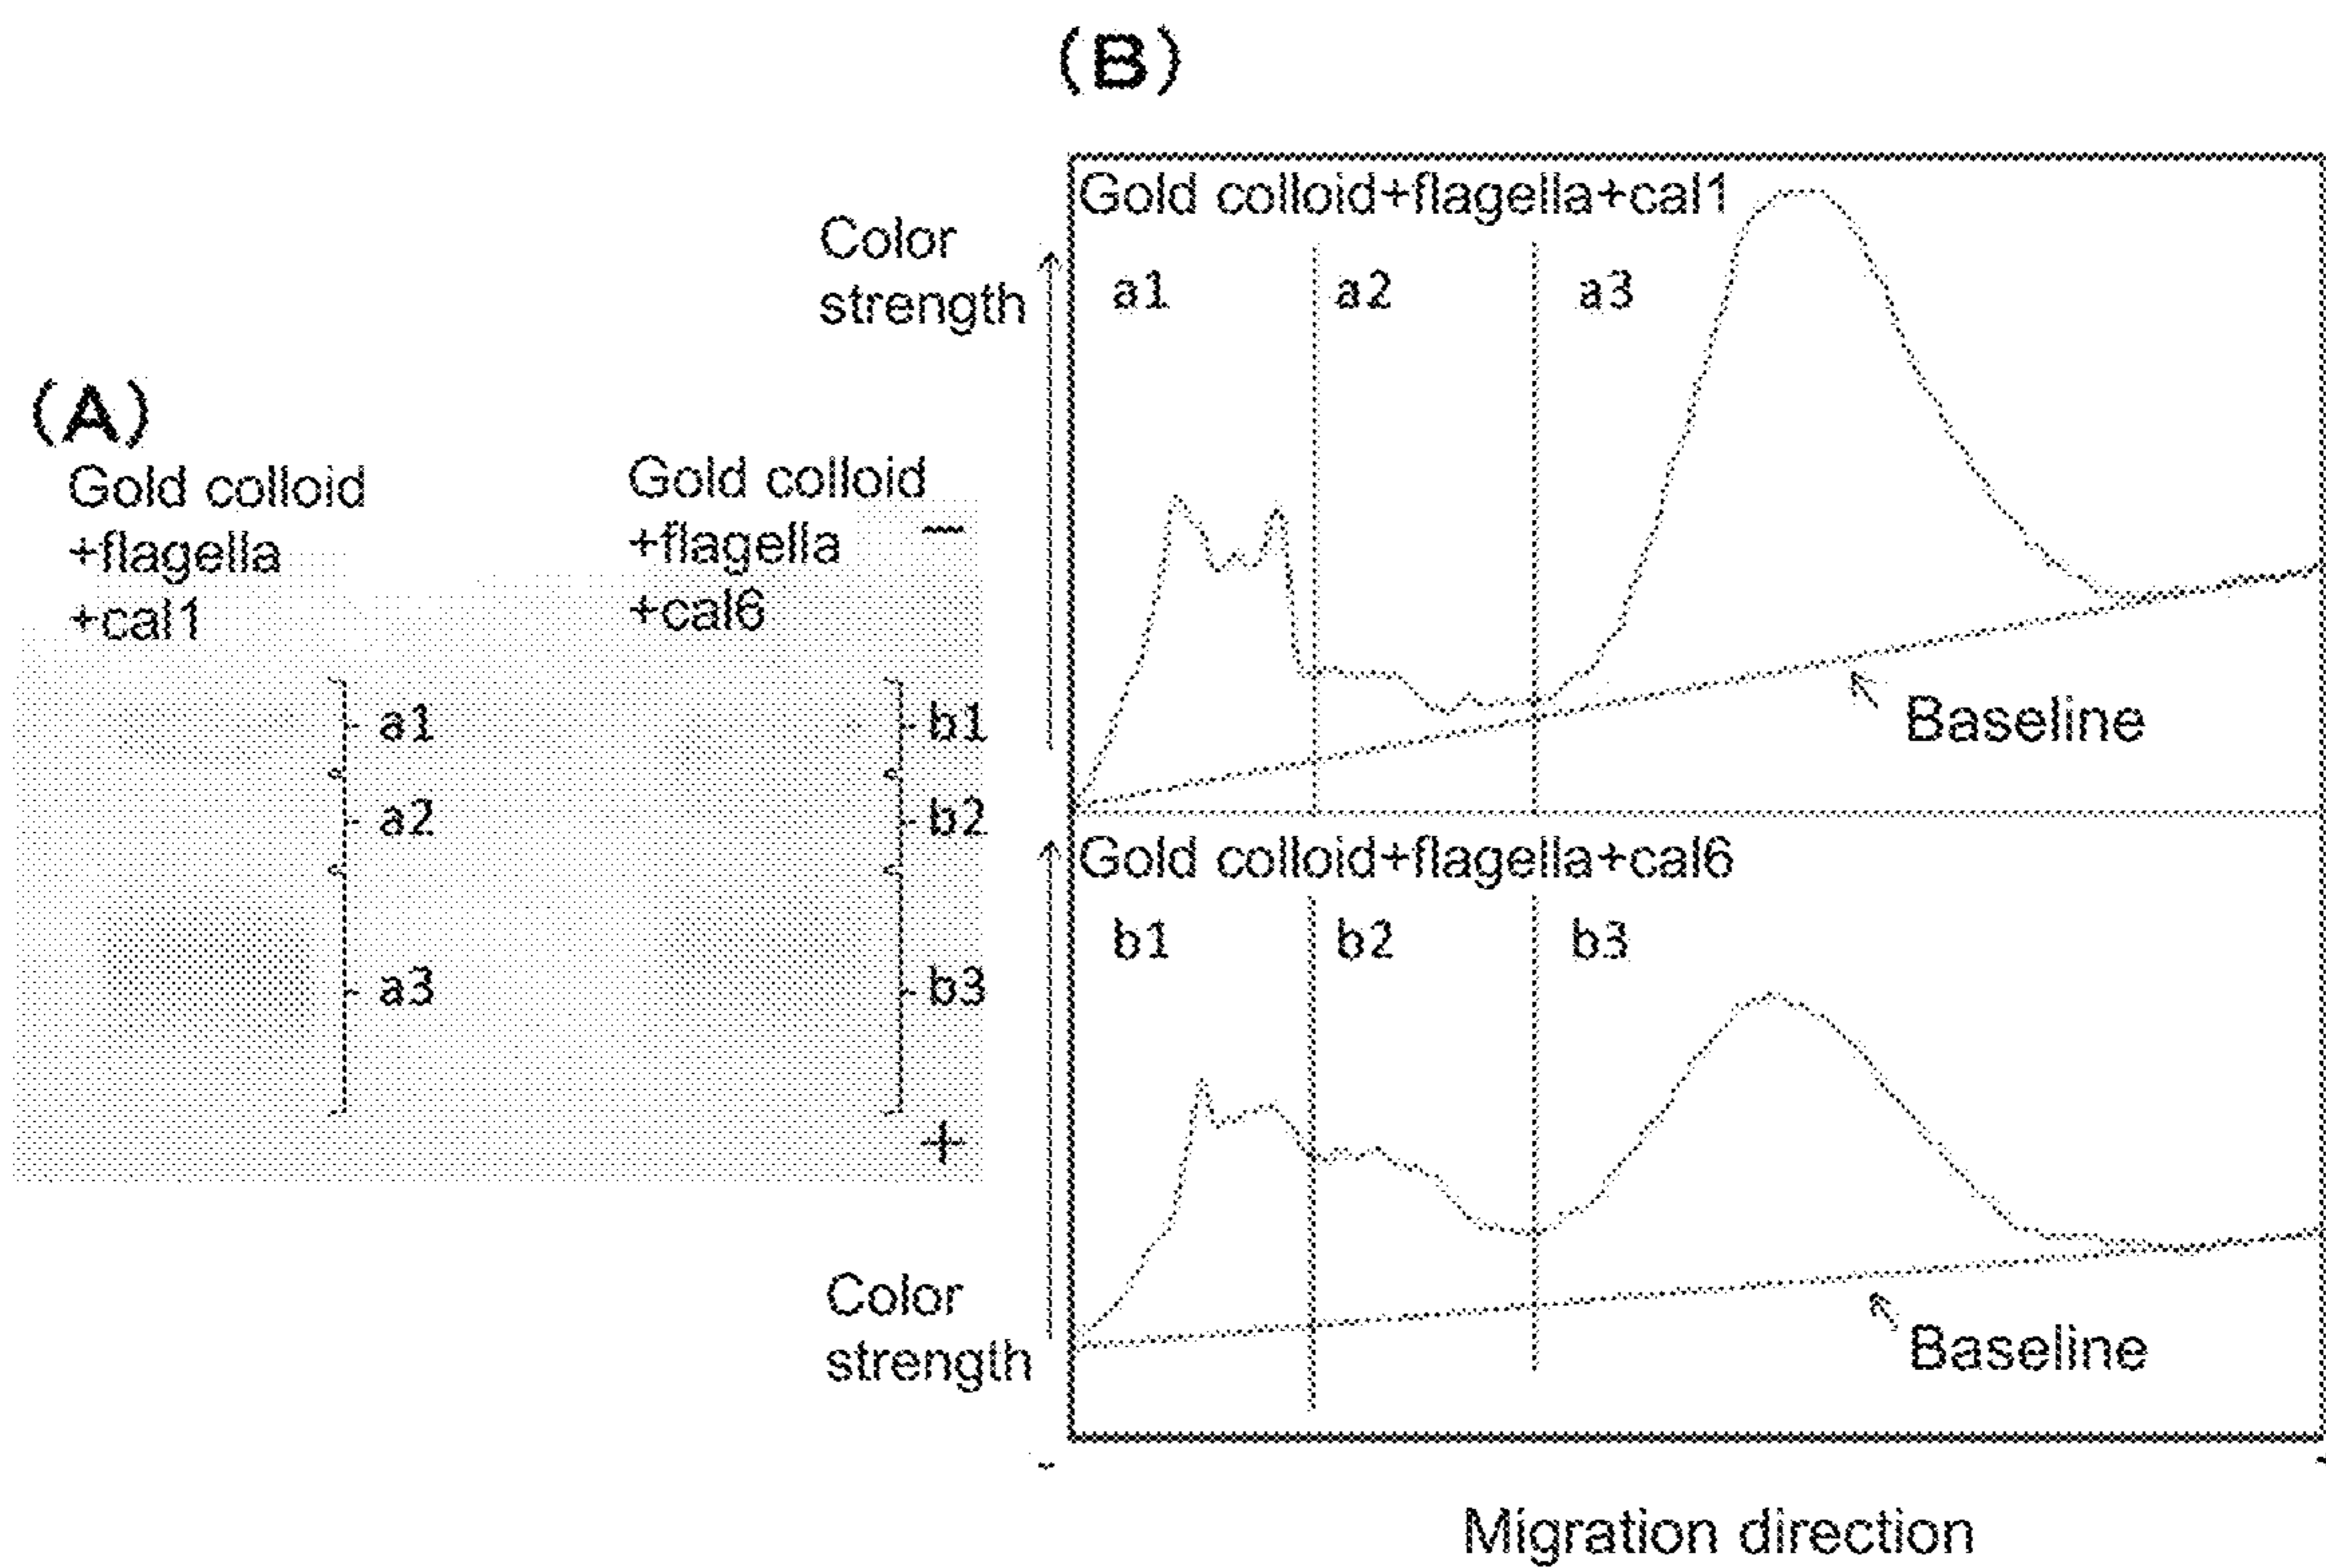 (A)
Gold colloid
+flagella
+cal1
Gold colloid
+flagella
+cal6
−
a1
a2
a3
b1
b2
b3
+
(B)
Color
strength
Gold colloid+flagella+cal1
a1
a2
a3
Baseline
Gold colloid+flagella+cal6
b1
b2
b3
Color
strength
Baseline
Migration direction